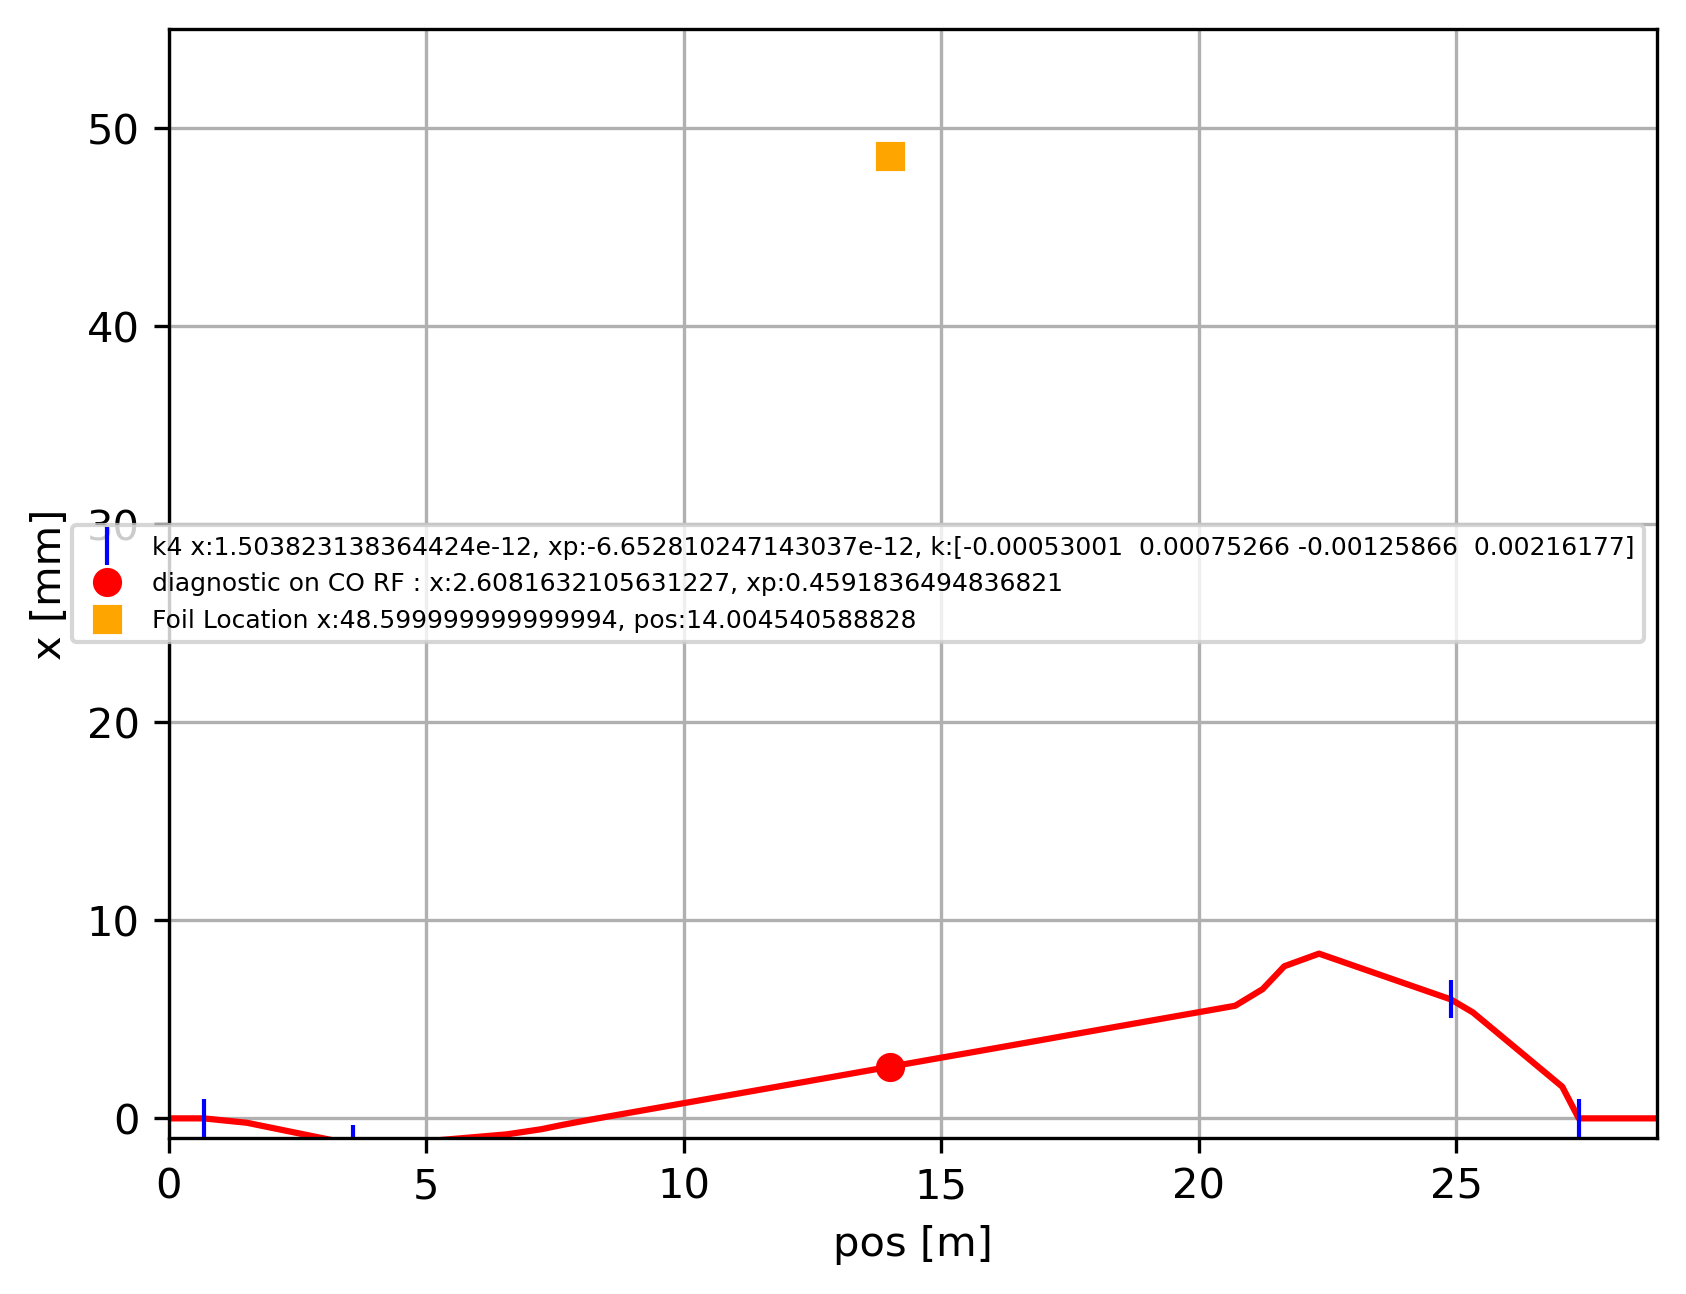 50
40
30
k4 x:1.503823138364424e-12, xp:-6.652810247143037e-12, k:[-0.00053001  0.00075266 -0.00125866  0.00216177]
diagnostic on CO RF : x:2.6081632105631227, xp:0.4591836494836821
Foil Location x:48.599999999999994, pos:14.004540588828
x [mm]
20
10
0
0 5 10 15 20 25
pos [m]